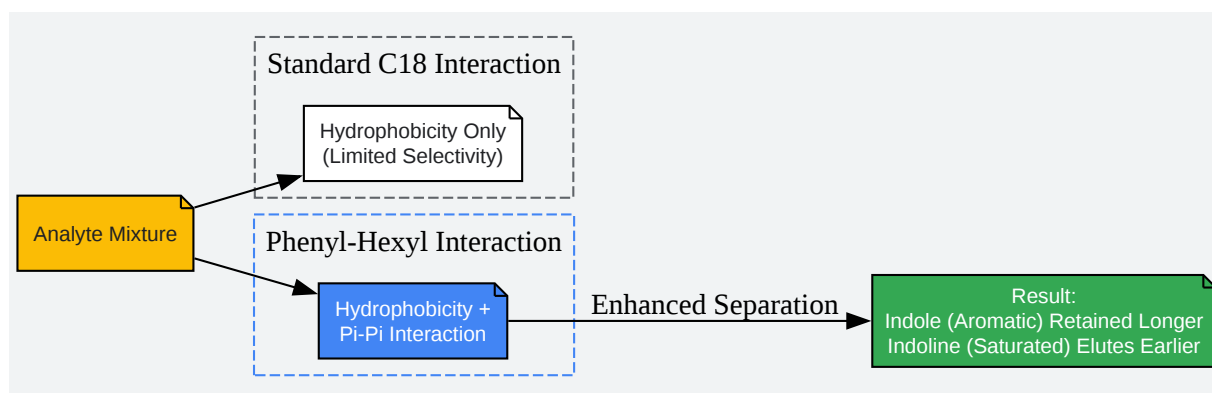 Standard C18 Interaction
Hydrophobicity Only
(Limited Selectivity)
Analyte Mixture
Phenyl-Hexyl Interaction
Hydrophobicity +
Pi-Pi Interaction
Enhanced Separation
Result:
Indole (Aromatic) Retained Longer
Indoline (Saturated) Elutes Earlier